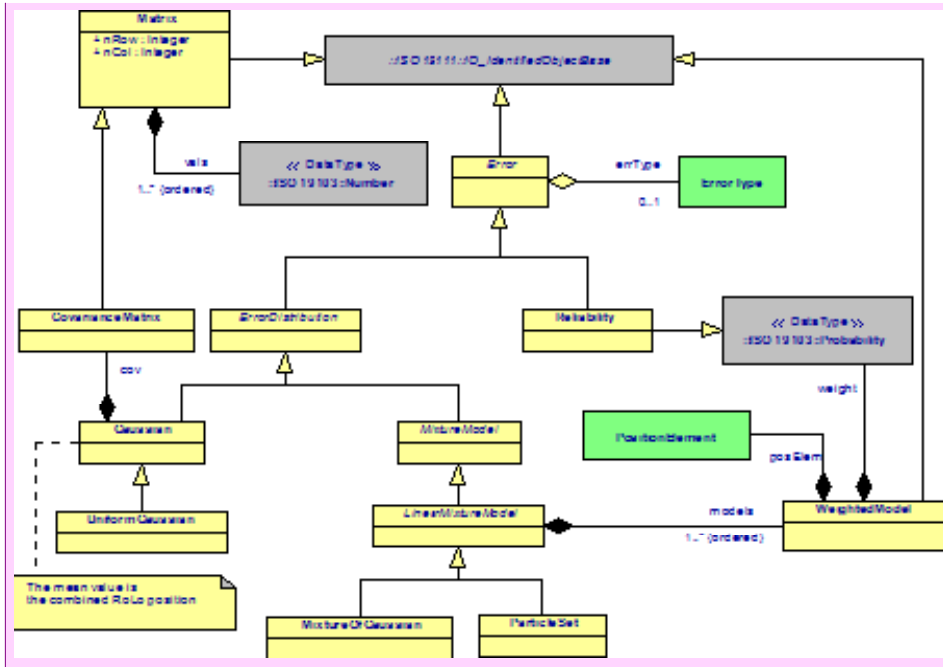 Matrix
+ nRow : Integer
+ nCol : Integer
::ISO 19111::IO_IdentifiedObjectBase
vals
1..* {ordered}
<< DataType >>
::ISO 19103::Number
Error
errType
0..1
ErrorType
CovarianceMatrix
ErrorDistribution
Reliability
<< DataType >>
::ISO 19103::Probability
cov
weight
Gaussian
MixtureModel
PositionElement
posElem
UniformGaussian
LinearMixtureModel
models
1..* {ordered}
WeightedModel
The mean value is
the combined RoLo position
MixtureOfGaussian
ParticleSet